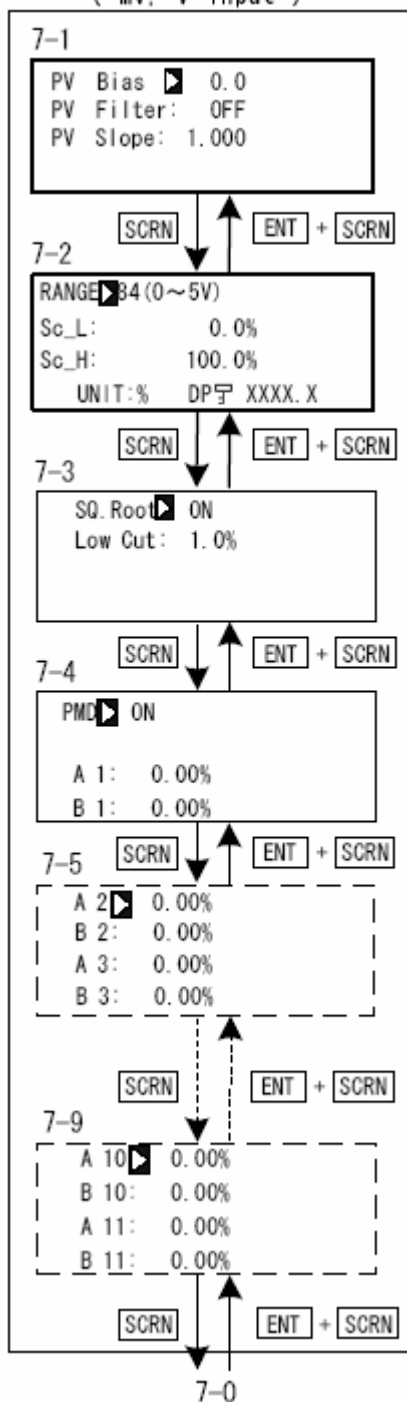 ( mV, V Input )
7-1
PV Bias 0.0
PV Filter: OFF
PV Slope: 1.000
SCRN ENT + SCRN
7-2
RANGE 84(0～5V)
Sc_L: 0.0%
Sc_H: 100.0%
UNIT:% DP XXXX.X
SCRN ENT + SCRN
7-3
SQ.Root ON
Low Cut: 1.0%
SCRN ENT + SCRN
7-4
PMD ON
A 1: 0.00%
B 1: 0.00%
SCRN ENT + SCRN
7-5
A 2 0.00%
B 2: 0.00%
A 3: 0.00%
B 3: 0.00%
SCRN ENT + SCRN
7-9
A 10 0.00%
B 10: 0.00%
A 11: 0.00%
B 11: 0.00%
SCRN ENT + SCRN
7-0